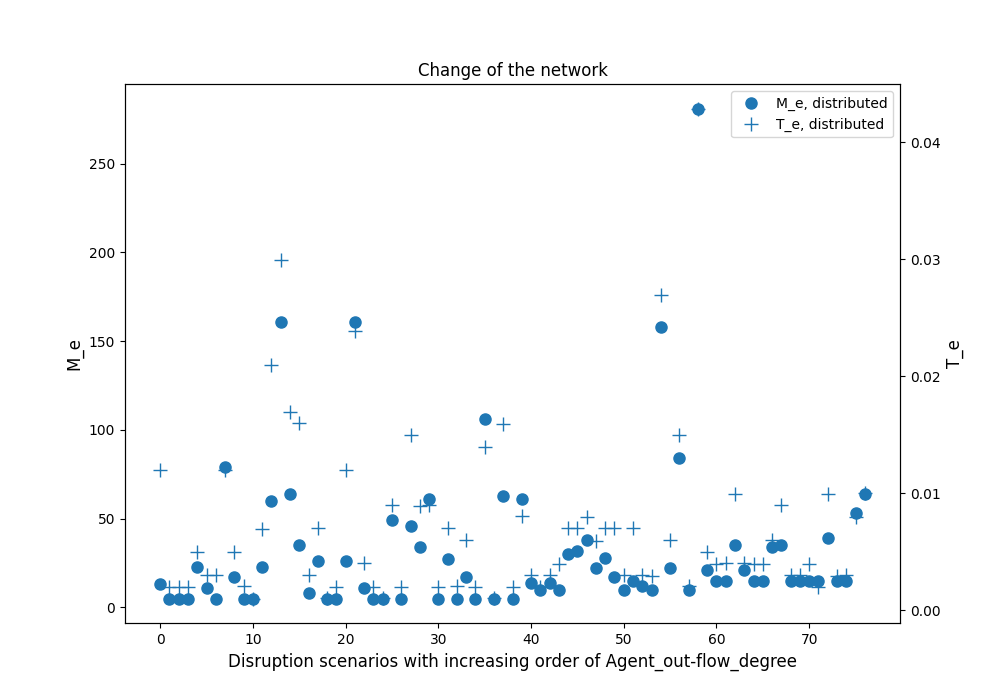 Change of the network
M_e, distributed
T_e, distributed
250
200
150
100
50
0
M_e
0.04
0.03
0.02
0.01
0.00
T_e
0 10 20 30 40 50 60 70
Disruption scenarios with increasing order of Agent_out-flow_degree